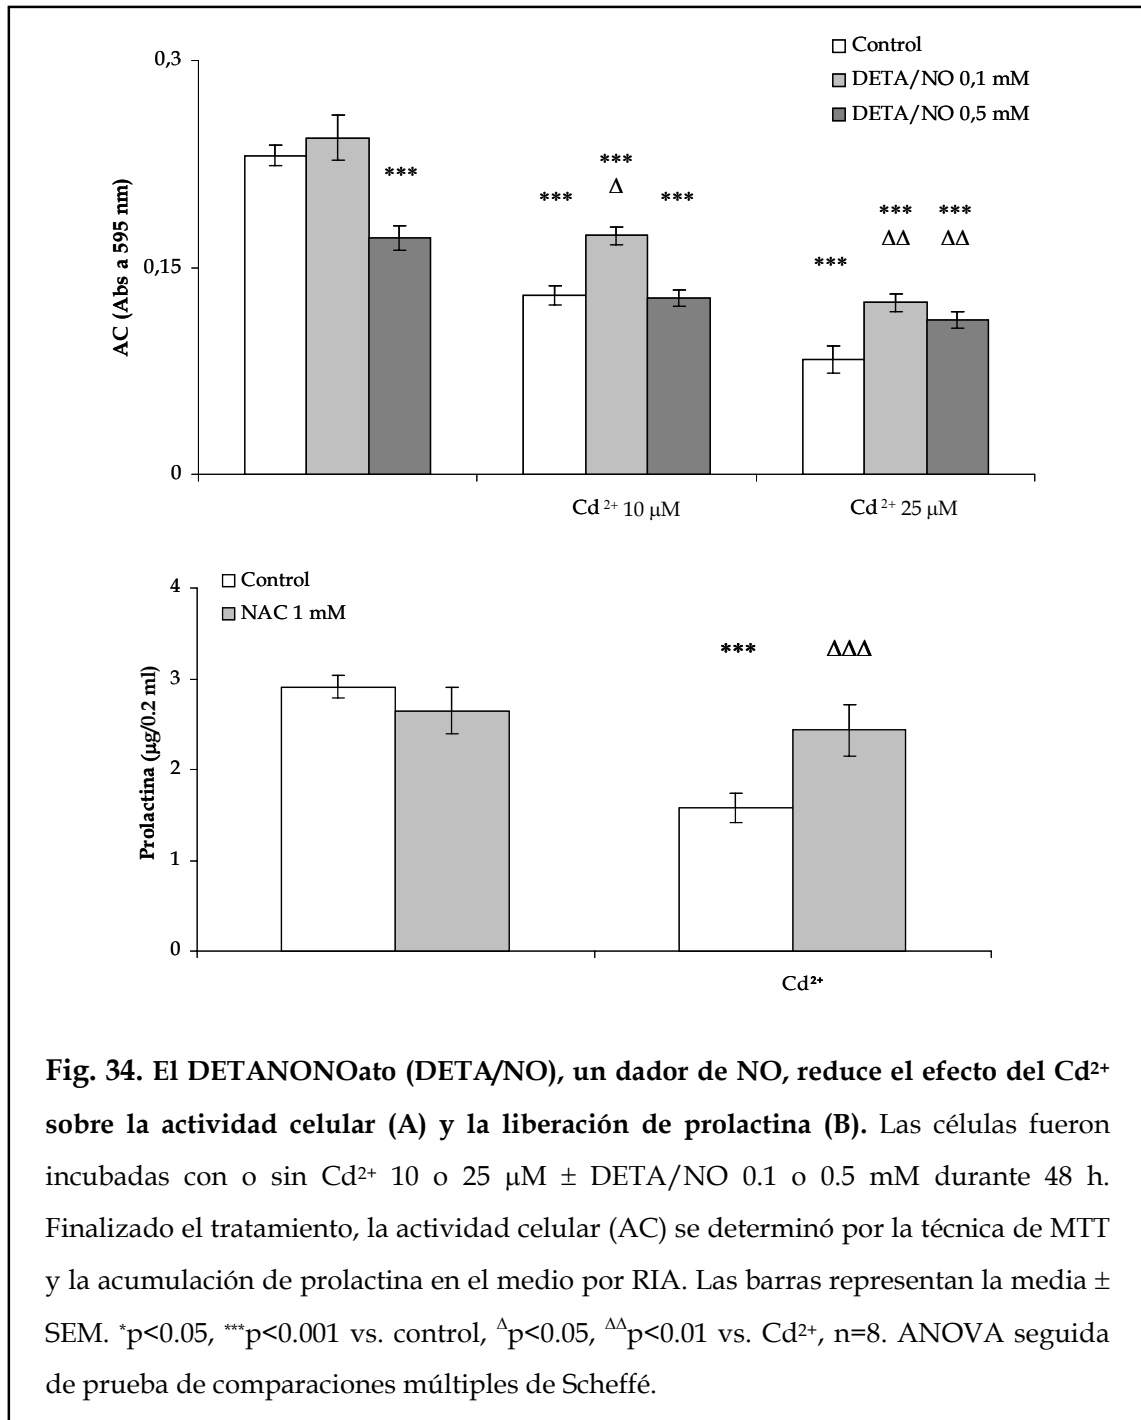 Control
DETA/NO 0,1 mM
DETA/NO 0,5 mM
0,3
0,15
0
AC (Abs a 595 nm)
***
***
***
Δ
***
***
***
ΔΔ
***
ΔΔ
Cd 2+ 10 μM
Cd 2+ 25 μM
Control
NAC 1 mM
4
3
2
1
0
Prolactina (μg/0.2 ml)
***
ΔΔΔ
Cd2+
Fig. 34. El DETANONOato (DETA/NO), un dador de NO, reduce el efecto del Cd2+
sobre la actividad celular (A) y la liberación de prolactina (B). Las células fueron
incubadas con o sin Cd2+ 10 o 25 μM ± DETA/NO 0.1 o 0.5 mM durante 48 h.
Finalizado el tratamiento, la actividad celular (AC) se determinó por la técnica de MTT
y la acumulación de prolactina en el medio por RIA. Las barras representan la media ±
SEM. *p<0.05, ***p<0.001 vs. control, Δp<0.05, ΔΔp<0.01 vs. Cd2+, n=8. ANOVA seguida
de prueba de comparaciones múltiples de Scheffé.